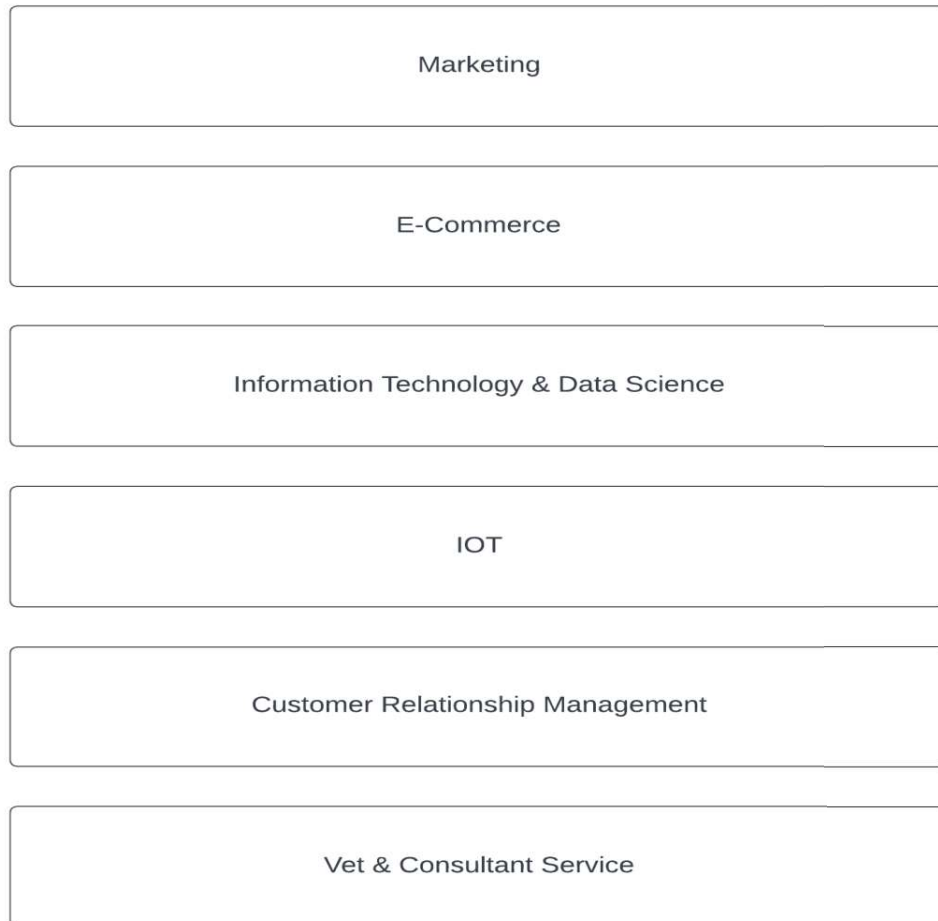 Marketing
E-Commerce
Information Technology & Data Science
IOT
Customer Relationship Management
Vet & Consultant Service